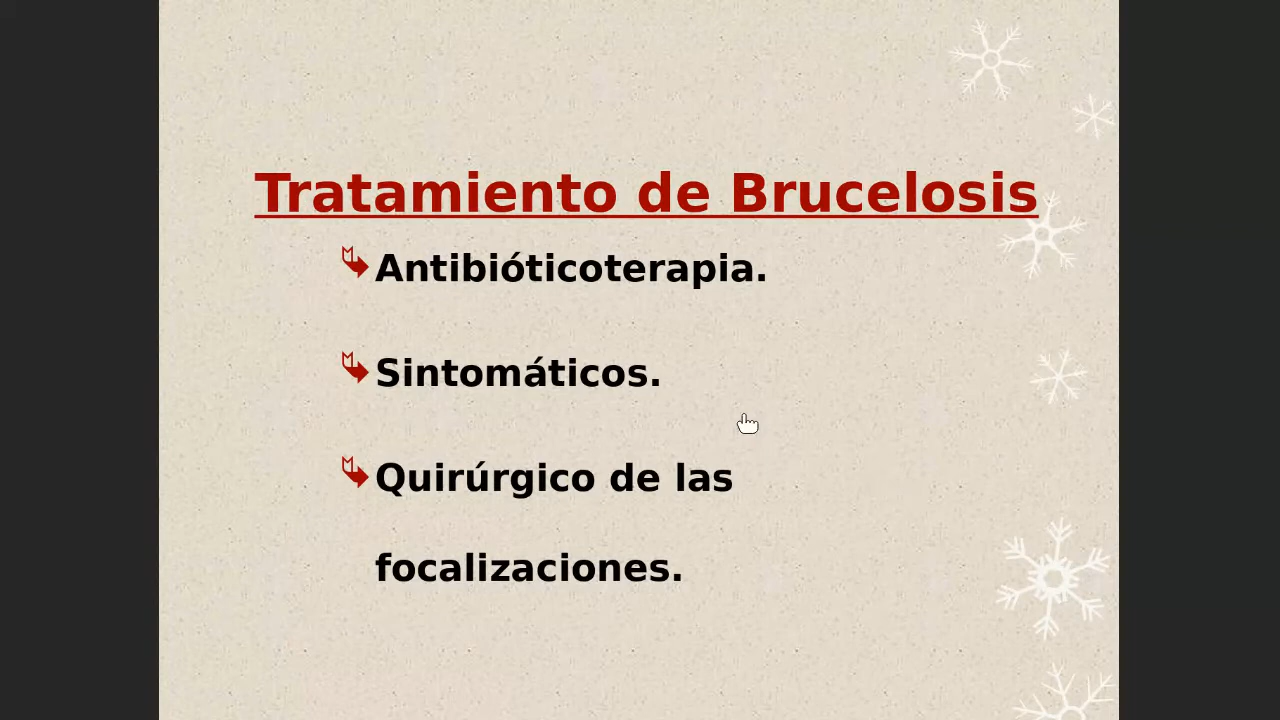 Tratamiento de Brucelosis
Antibióticoterapia.
Sintomáticos.
Quirúrgico de las
focalizaciones.